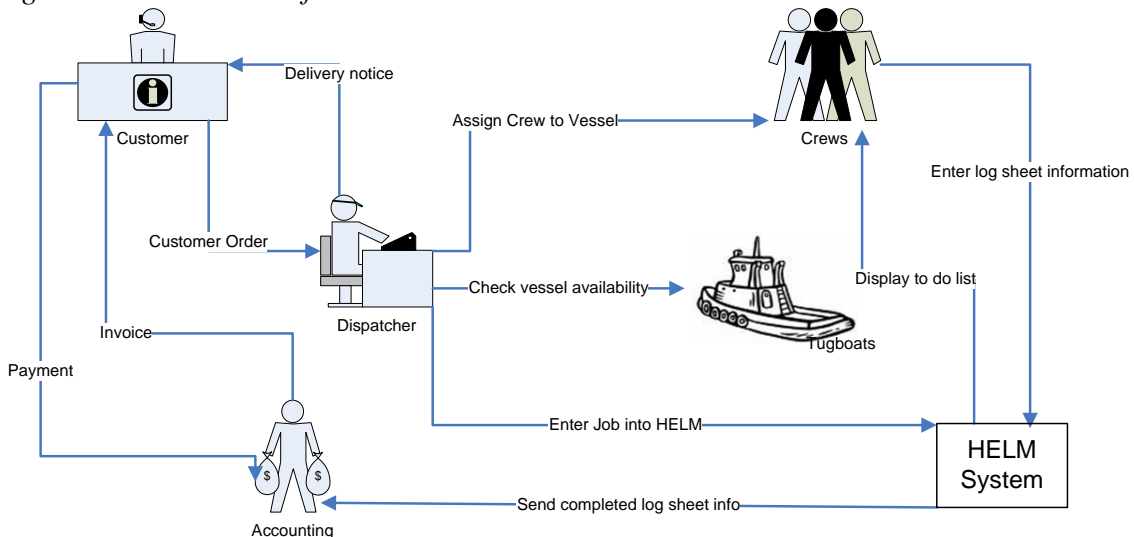 Delivery notice
Customer
Assign Crew to Vessel
Crews
Enter log sheet information
Customer Order
Check vessel availability
Display to do list
Dispatcher
Tugboats
Invoice
Payment
Enter Job into HELM
HELM
System
$ $
Send completed log sheet info
Accounting